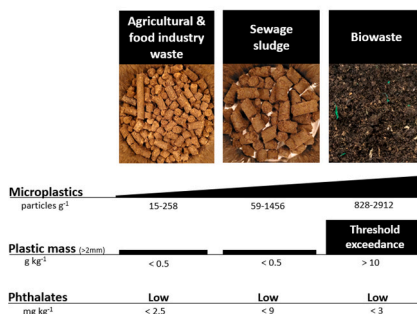 Agricultural &
food industry
waste
Sewage
sludge
Biowaste
Microplastics
particles g-1
15-258
59-1456
828-2912
Threshold
exceedance
Plastic mass (>2mm)
g kg-1
< 0.5
< 0.5
> 10
Phthalates
Low
Low
Low
mg kg-1
< 2.5
< 9
< 3